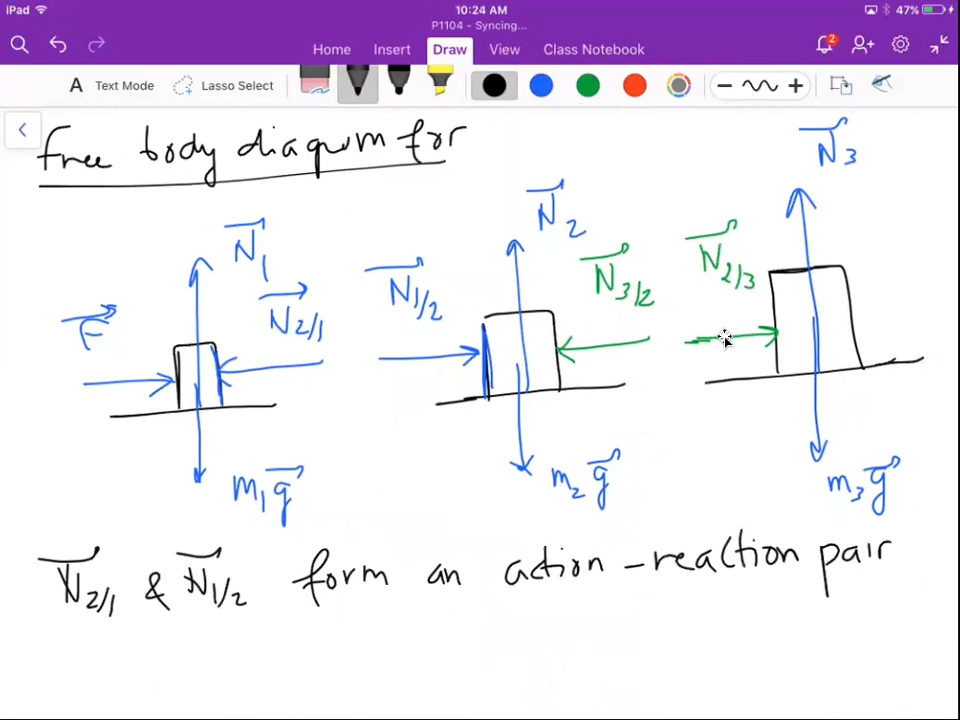 iPad 10:24 AM 47%
P1104 – Syncing...
Home Insert Draw View Class Notebook 2
A Text Mode Lasso Select
Free body diagram for
N₃
N₂
N₁
N₂/₃
N₃/₂
N₁/₂
N₂/₁
F
m₁g
m₂g
m₃g
N₂/₁ & N₁/₂ form an action – reaction pair